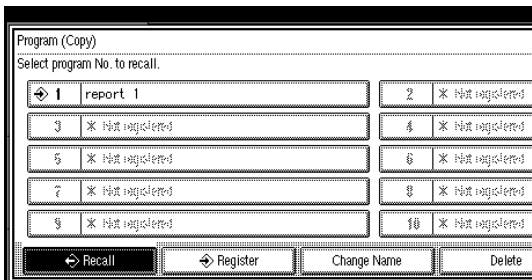 Program (Copy)
Select program No. to recall.
1 report 1
2 * Not registered
3 * Not registered
4 * Not registered
5 * Not registered
6 * Not registered
7 * Not registered
8 * Not registered
9 * Not registered
10 * Not registered
Recall Register Change Name Delete